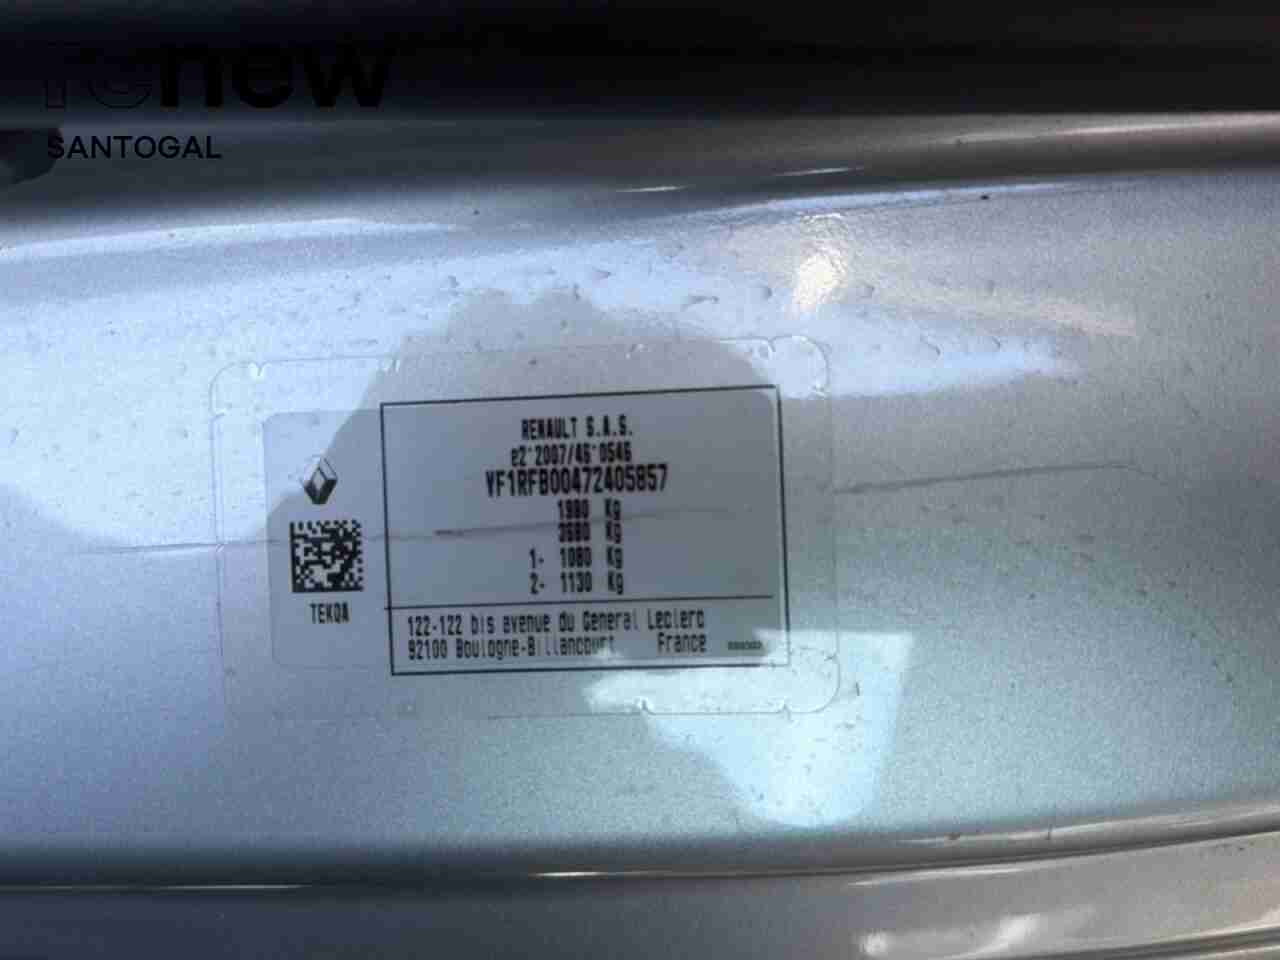 renew
SANTOGAL
RENAULT S.A.S.
e2*2007/46*0546
VF1RFB00472405857
1980 Kg
3680 Kg
1- 1080 Kg
2- 1130 Kg
TEKQA
122-122 bis avenue du General Leclerc
92100 Boulogne-Billancourt France